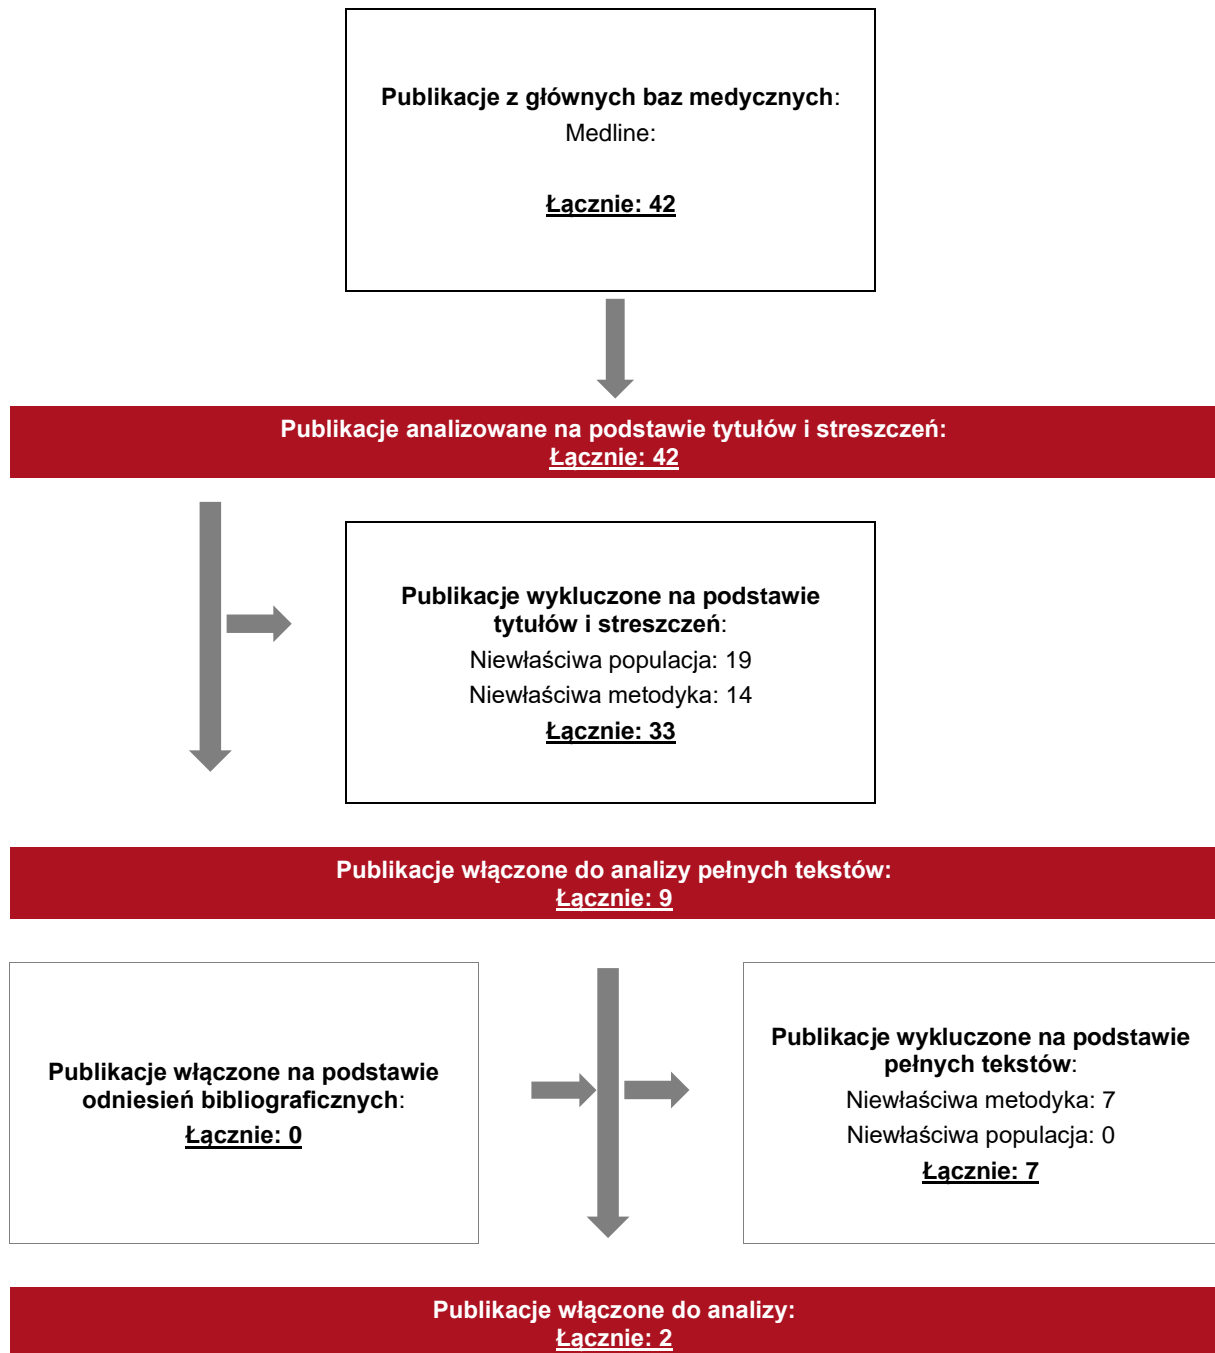 Publikacje z głównych baz medycznych:
Medline:
Łącznie: 42
Publikacje analizowane na podstawie tytułów i streszczeń:
Łącznie: 42
Publikacje wykluczone na podstawie
tytułów i streszczeń:
Niewłaściwa populacja: 19
Niewłaściwa metodyka: 14
Łącznie: 33
Publikacje włączone do analizy pełnych tekstów:
Łącznie: 9
Publikacje włączone na podstawie
odniesień bibliograficznych:
Łącznie: 0
Publikacje wykluczone na podstawie
pełnych tekstów:
Niewłaściwa metodyka: 7
Niewłaściwa populacja: 0
Łącznie: 7
Publikacje włączone do analizy:
Łącznie: 2